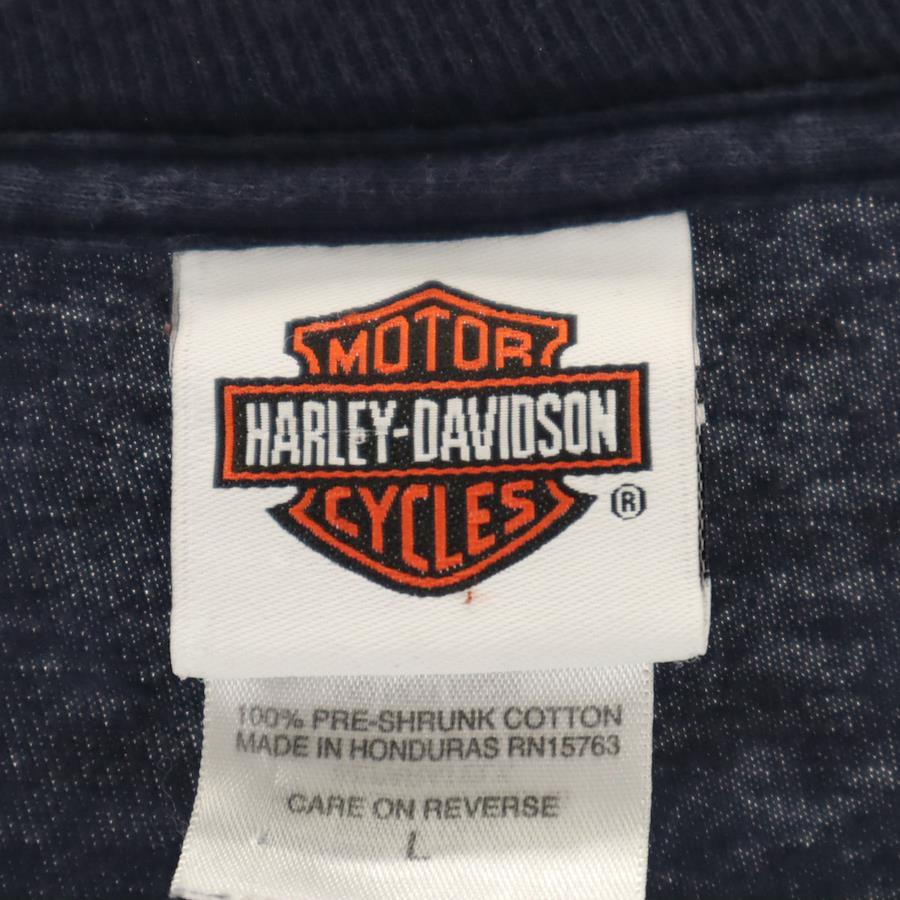 MOTOR
HARLEY-DAVIDSON
CYCLES
®
100% PRE-SHRUNK COTTON
MADE IN HONDURAS RN15763
CARE ON REVERSE
L